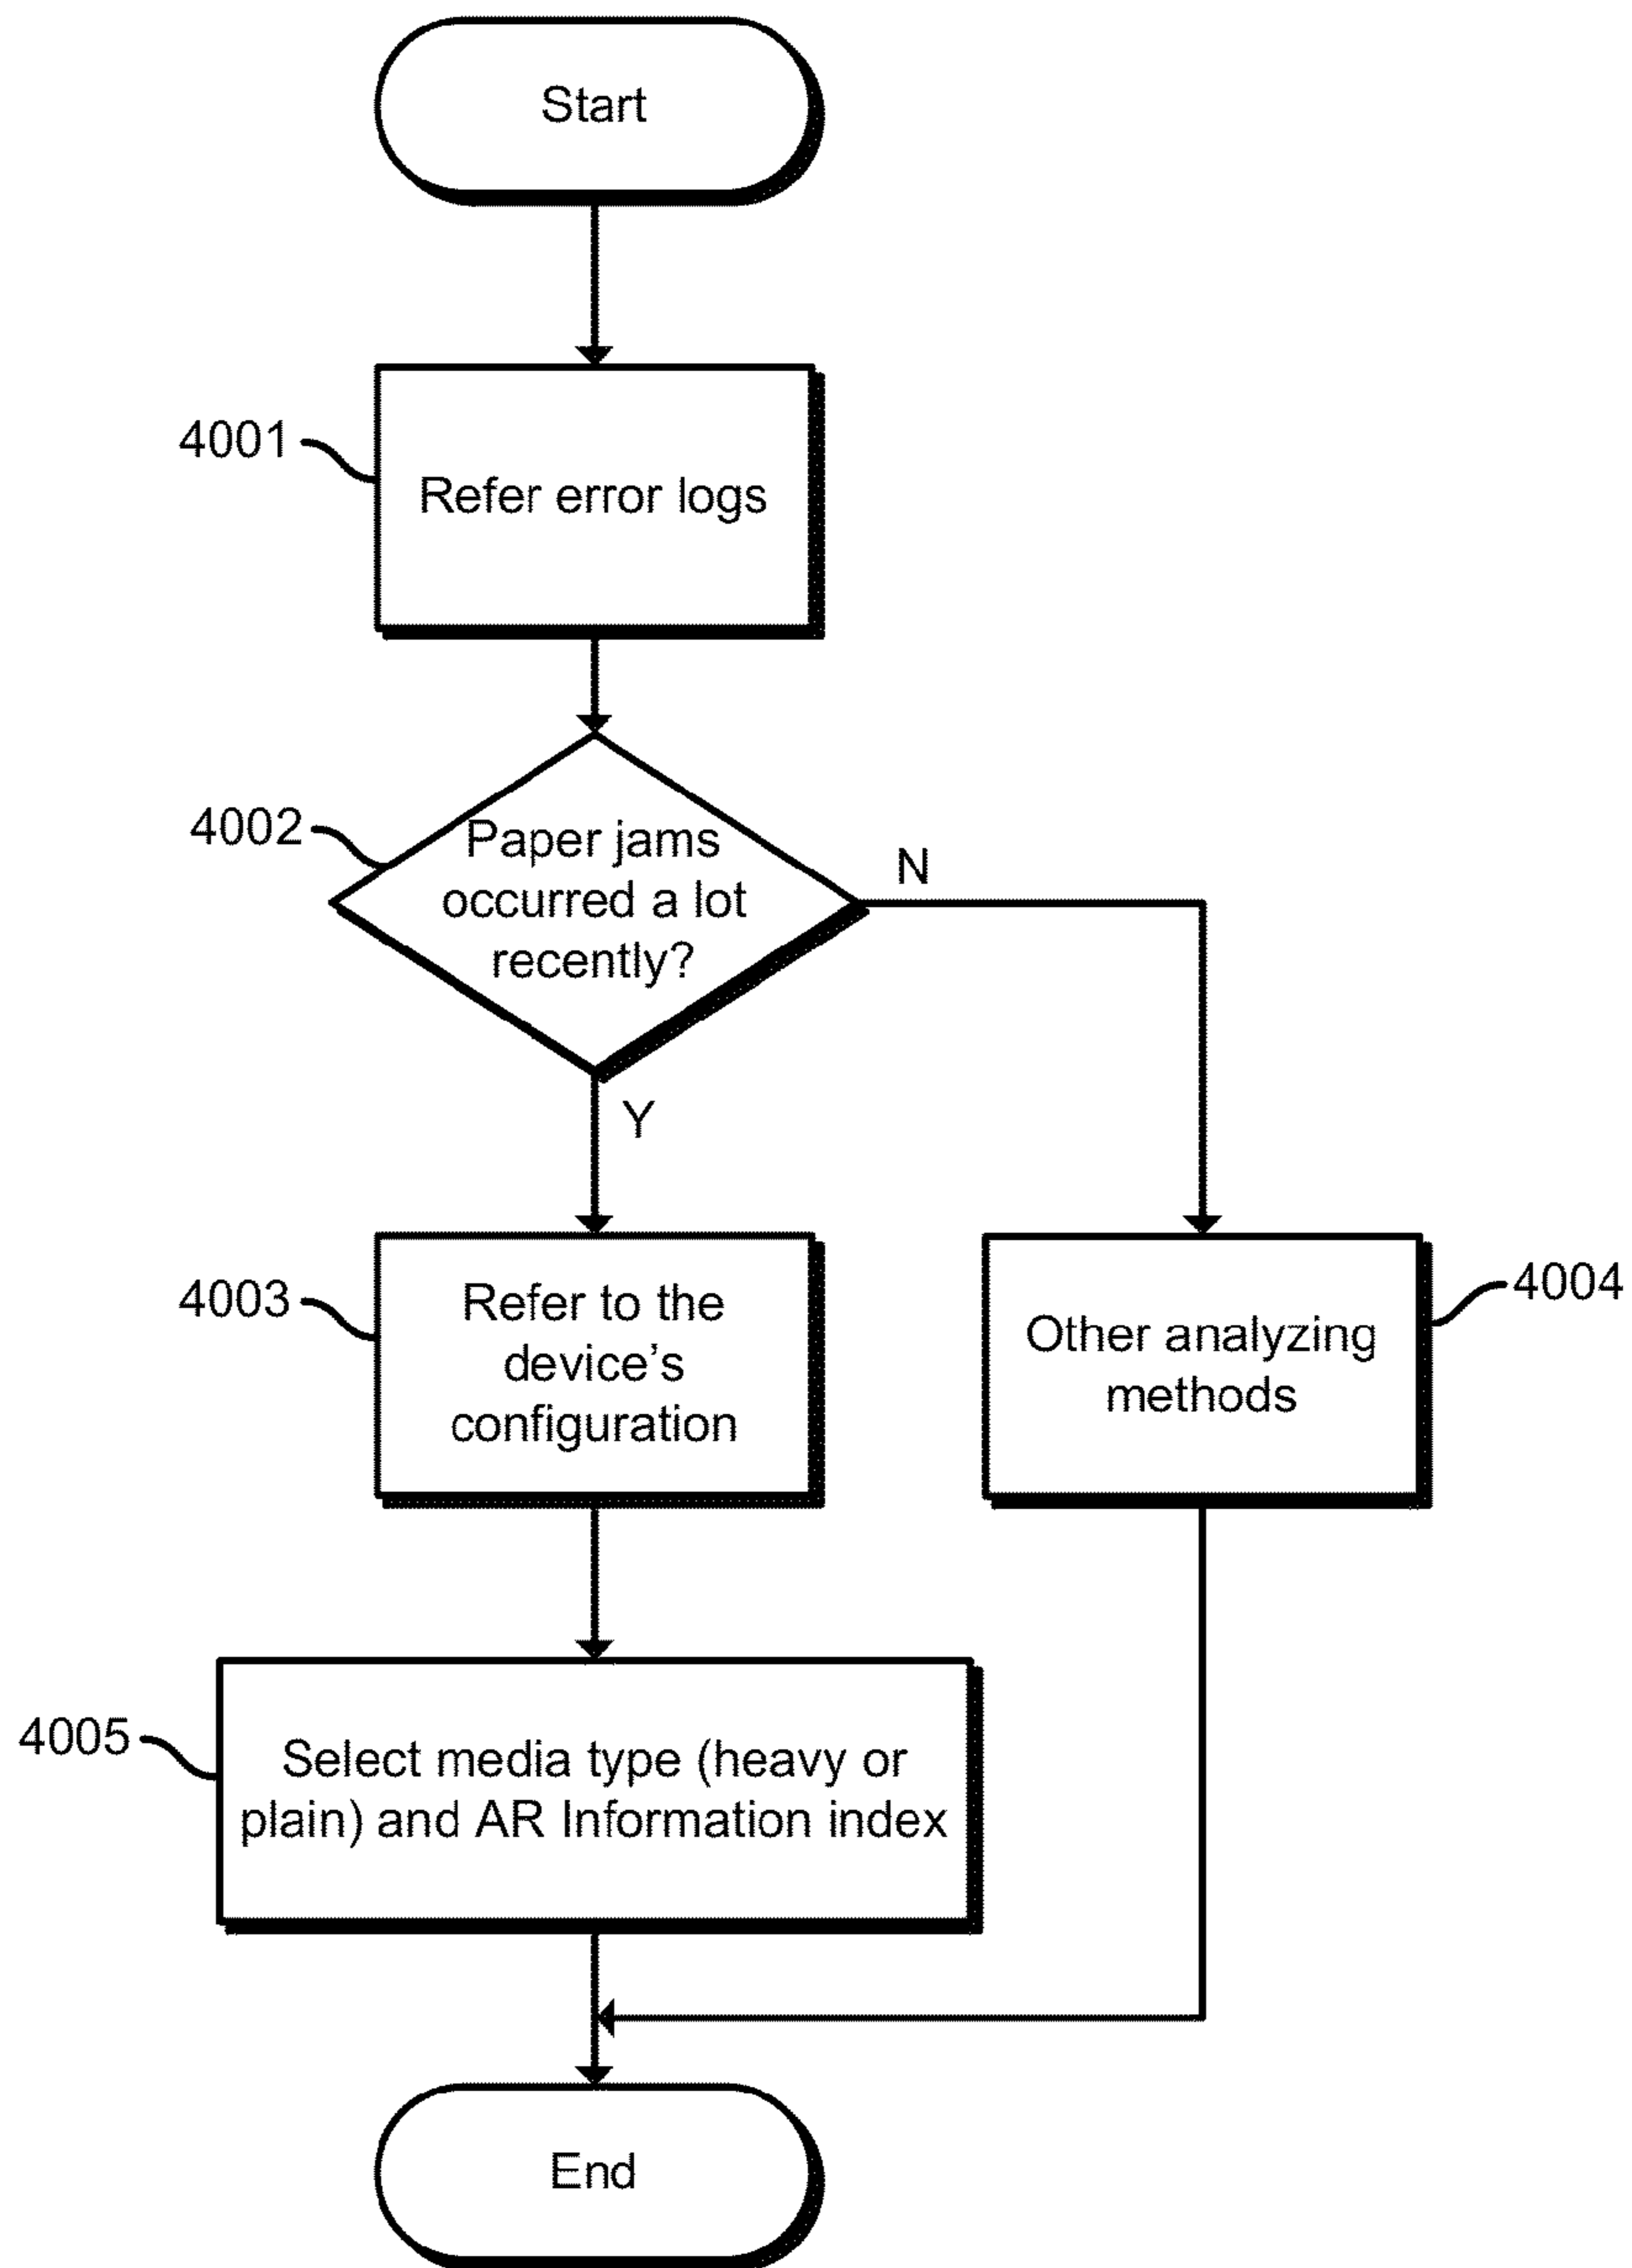 Start
4001
Refer error logs
4002
Paper jams
occurred a lot
recently?
N
Y
4003
Refer to the
device’s
configuration
Other analyzing
methods
4004
4005
Select media type (heavy or
plain) and AR Information index
End